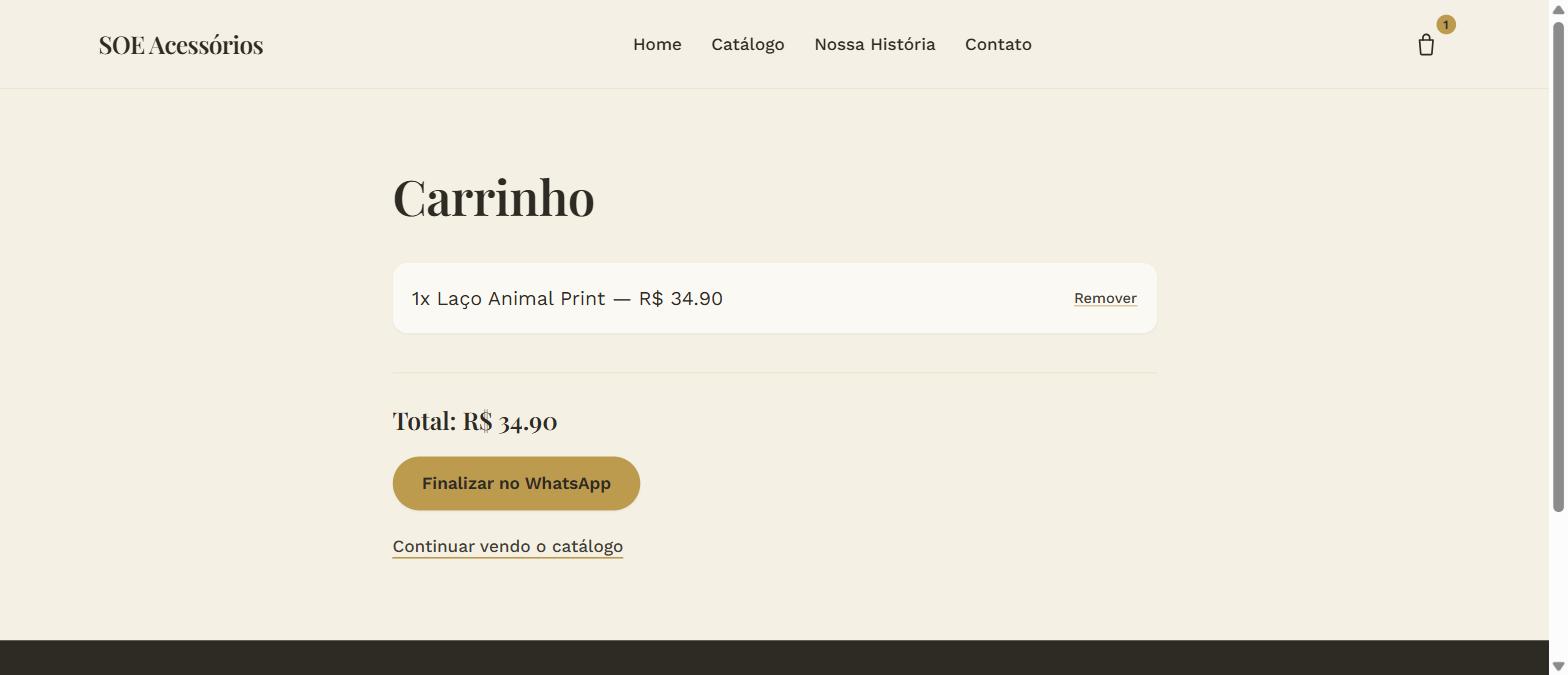 SOE Acessórios
Home Catálogo Nossa História Contato
1
Carrinho
1x Laço Animal Print — R$ 34.90
Remover
Total: R$ 34.90
Finalizar no WhatsApp
Continuar vendo o catálogo